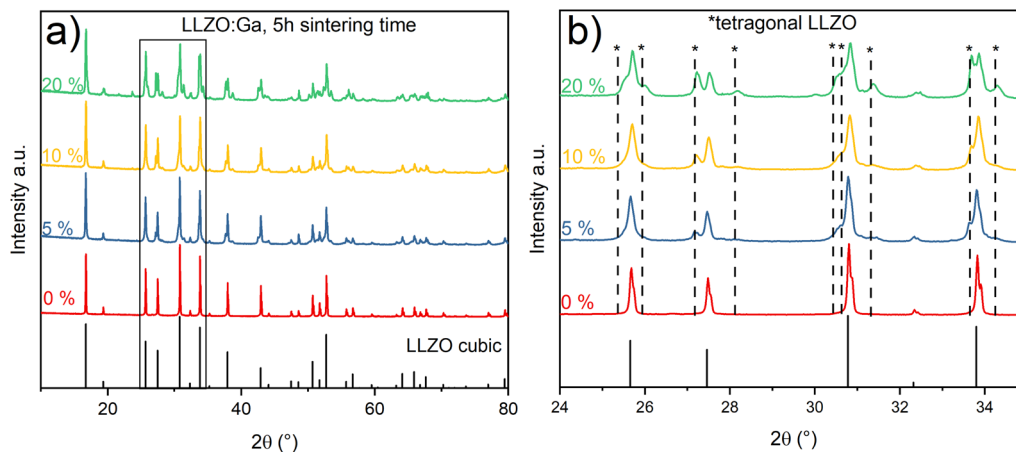 a)
LLZO:Ga, 5h sintering time
20 %
10 %
5 %
0 %
LLZO cubic
Intensity a.u.
20 40 60 80
2θ (°)
b)
*tetragonal LLZO
* * * * * * * * *
20 %
10 %
5 %
0 %
Intensity a.u.
24 26 28 30 32 34
2θ (°)